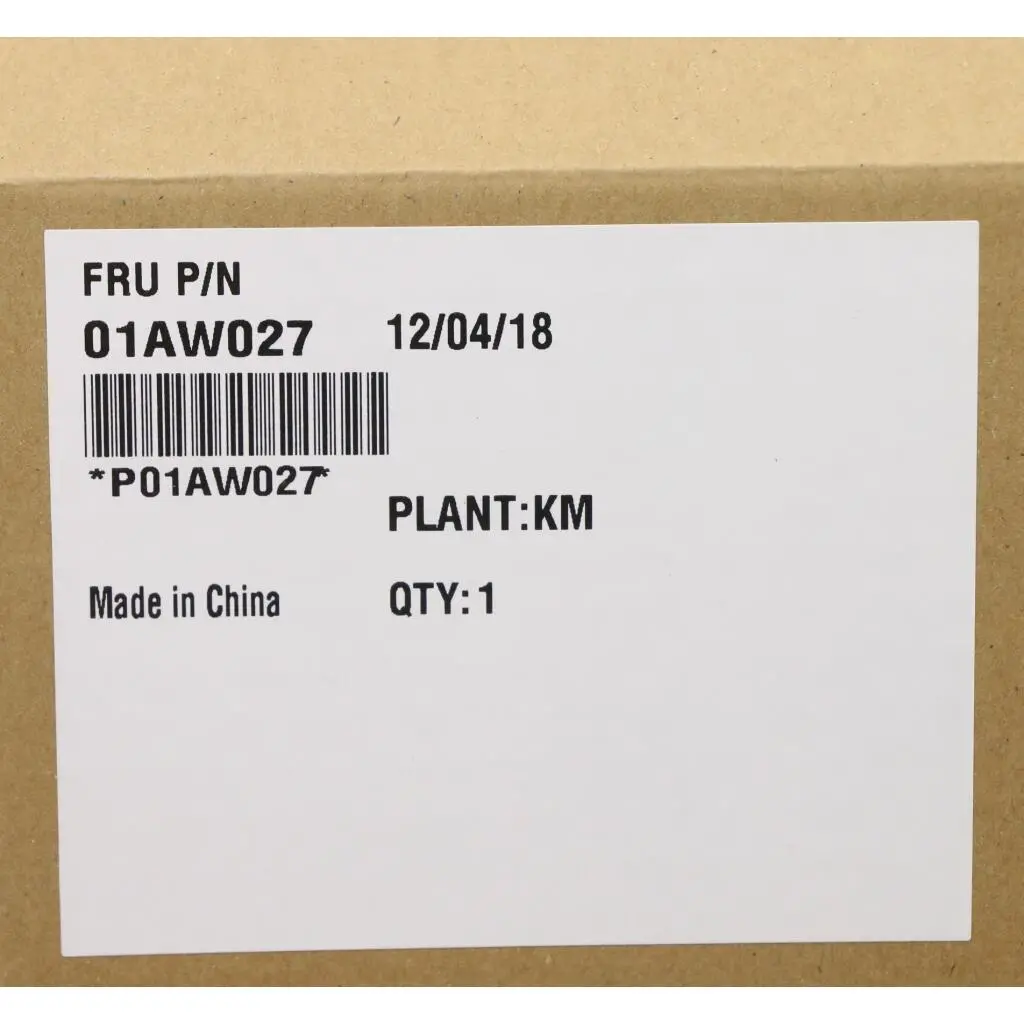 FRU P/N
01AW027 12/04/18
*P01AW027*
PLANT:KM
Made in China QTY: 1